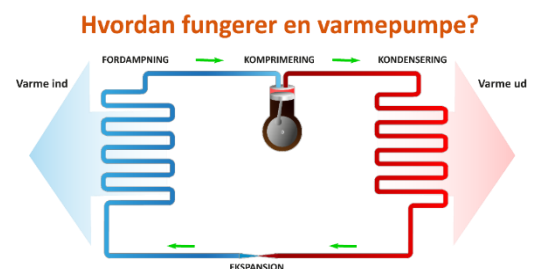 Hvordan fungerer en varmepumpe?
FORDAMPNING
KOMPRIMERING
KONDENSERING
Varme ind
Varme ud
EKSPANSION